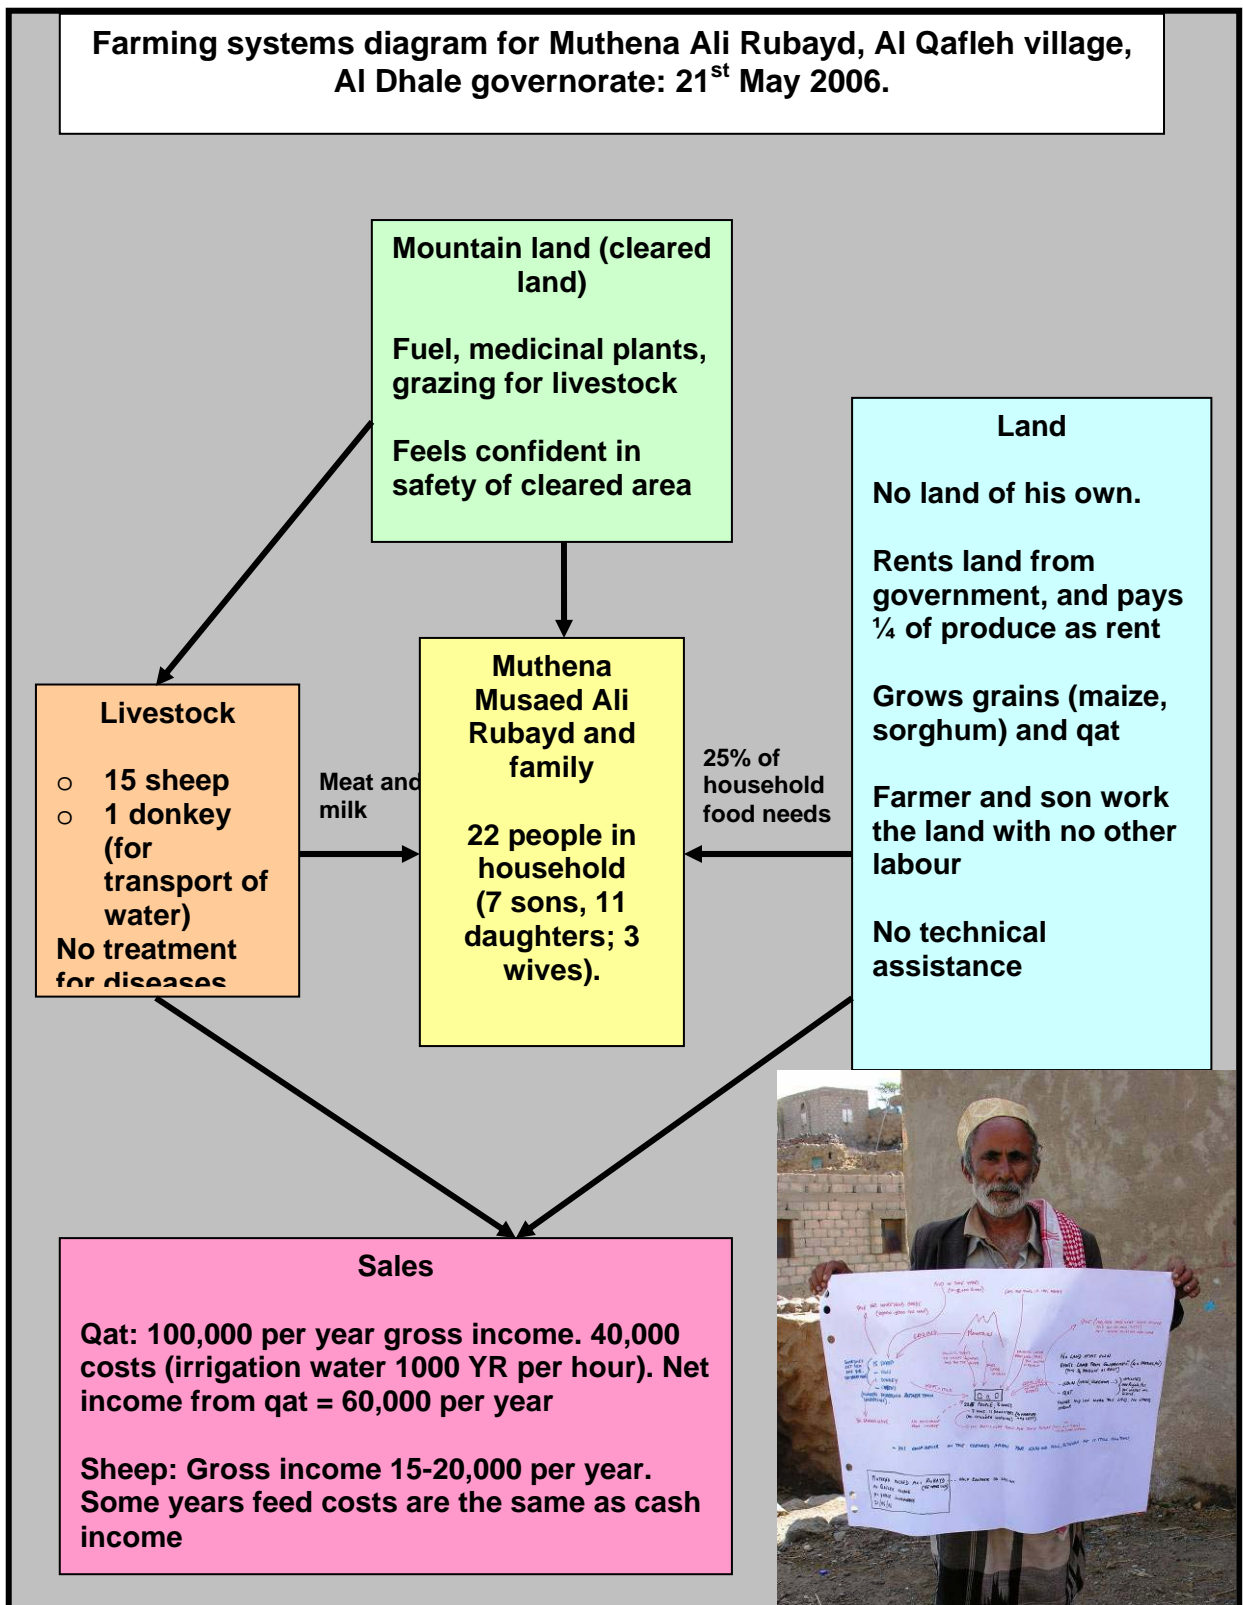 Farming systems diagram for Muthena Ali Rubayd, Al Qafleh village,
Al Dhale governorate: 21st May 2006.
Mountain land (cleared
land)
Fuel, medicinal plants,
grazing for livestock
Feels confident in
safety of cleared area
Land
No land of his own.
Rents land from
government, and pays
¼ of produce as rent
Grows grains (maize,
sorghum) and qat
Farmer and son work
the land with no other
labour
No technical
assistance
Muthena
Musaed Ali
Rubayd and
family
22 people in
household
(7 sons, 11
daughters; 3
wives).
Livestock
o 15 sheep
o 1 donkey
(for
transport of
water)
No treatment
for diseases
Meat and
milk
25% of
household
food needs
Sales
Qat: 100,000 per year gross income. 40,000
costs (irrigation water 1000 YR per hour). Net
income from qat = 60,000 per year
Sheep: Gross income 15-20,000 per year.
Some years feed costs are the same as cash
income